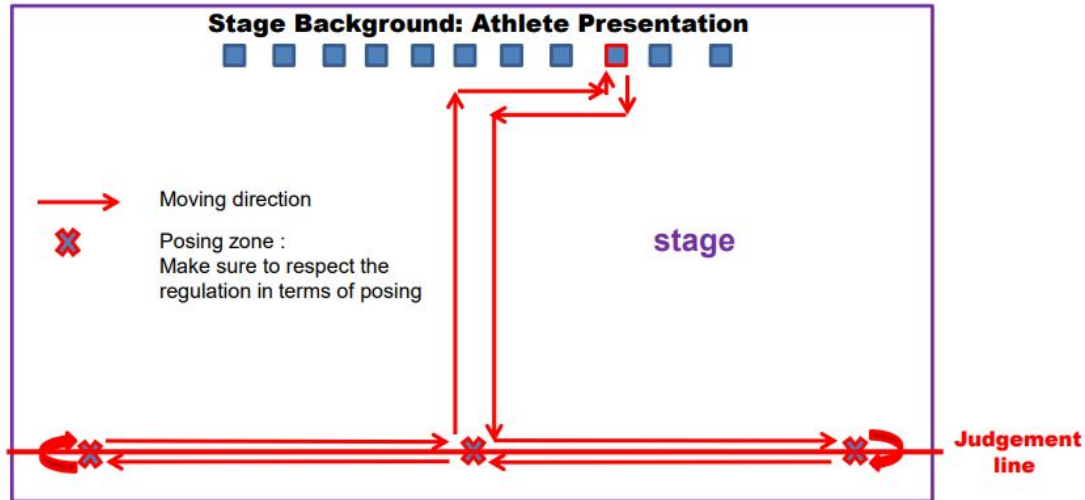 Stage Background: Athlete Presentation
Moving direction
Posing zone :
Make sure to respect the
regulation in terms of posing
stage
Judgement
line